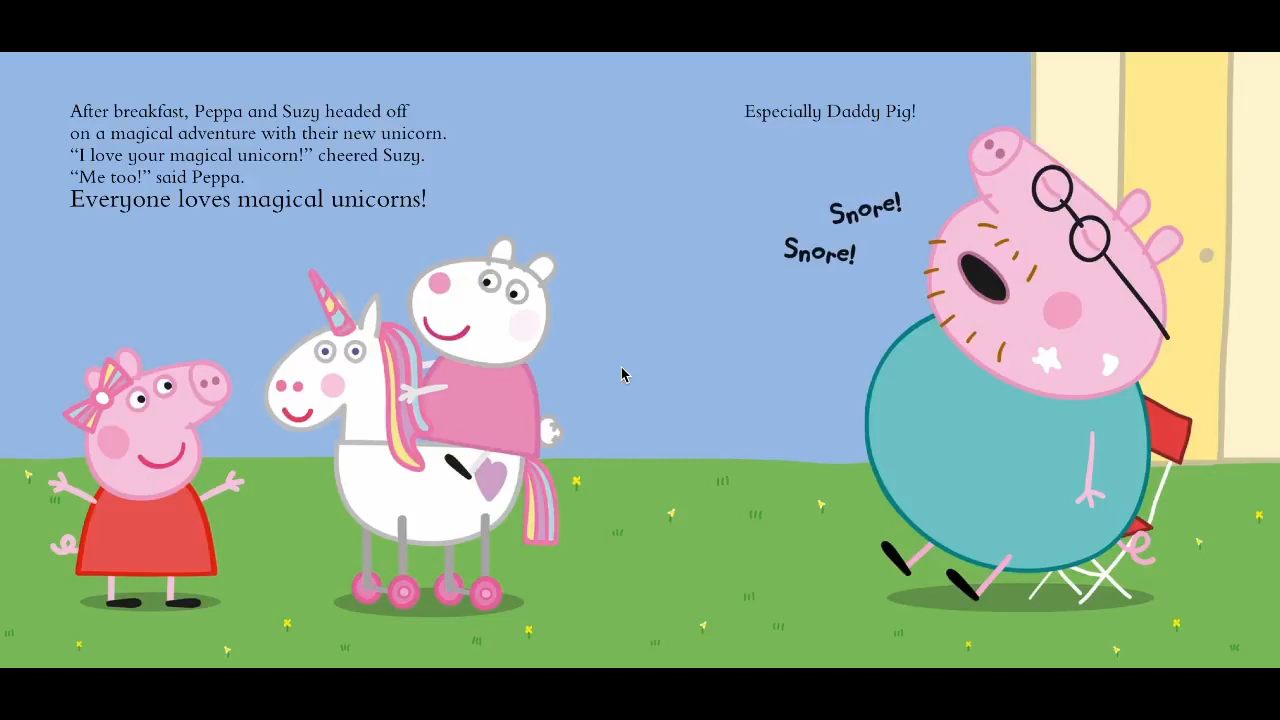 After breakfast, Peppa and Suzy headed off
on a magical adventure with their new unicorn.
“I love your magical unicorn!” cheered Suzy.
“Me too!” said Peppa.
Everyone loves magical unicorns!
Especially Daddy Pig!
Snore!
Snore!